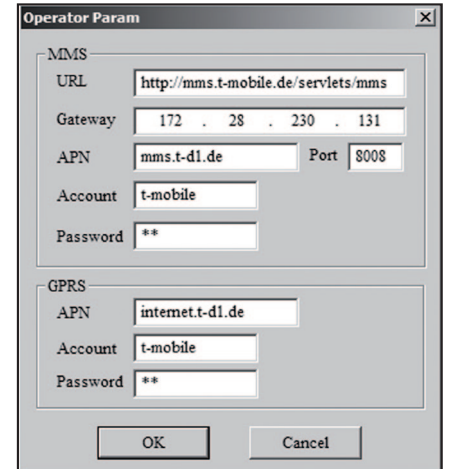 Operator Param
MMS
URL http://mms.t-mobile.de/servlets/mms
Gateway 172 . 28 . 230 . 131
APN mms.t-d1.de Port 8008
Account t-mobile
Password **
GPRS
APN internet.t-d1.de
Account t-mobile
Password **
OK Cancel